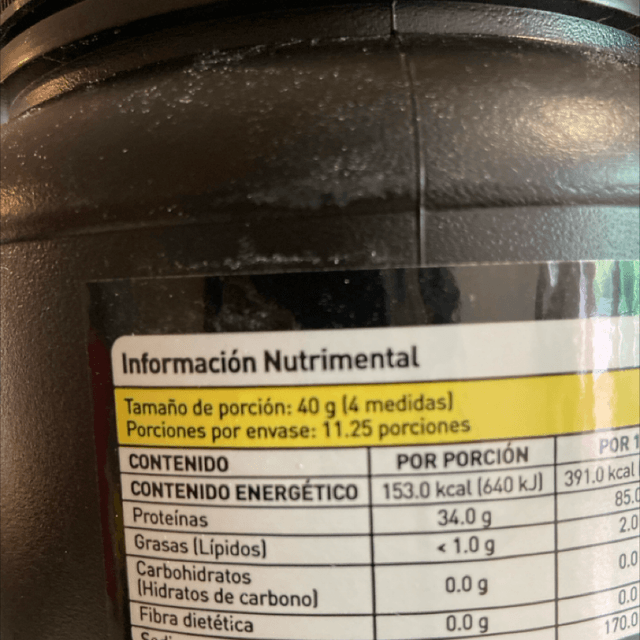 Información Nutrimental
Tamaño de porción: 40 g (4 medidas)
Porciones por envase: 11.25 porciones
CONTENIDO POR PORCIÓN POR 1
CONTENIDO ENERGÉTICO 153.0 kcal (640 kJ) 391.0 kcal
Proteínas 34.0 g 85.0
Grasas (Lípidos) < 1.0 g 2.0
Carbohidratos
(Hidratos de carbono) 0.0 g 0.0
Fibra dietética 0.0 g 0.0
170.0